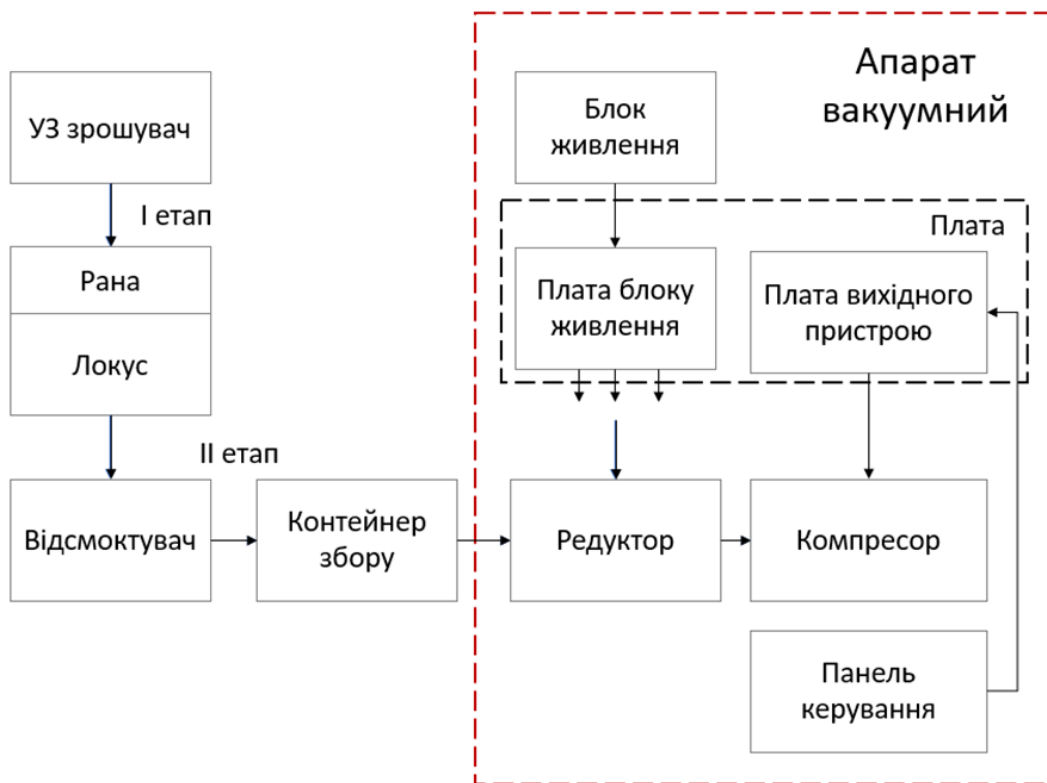 Апарат
вакуумний
УЗ зрошувач
Блок
живлення
І етап
Плата
Рана
Плата блоку
живлення
Плата вихідного
пристрою
Локус
ІІ етап
Відсмоктувач
Контейнер
збору
Редуктор
Компресор
Панель
керування